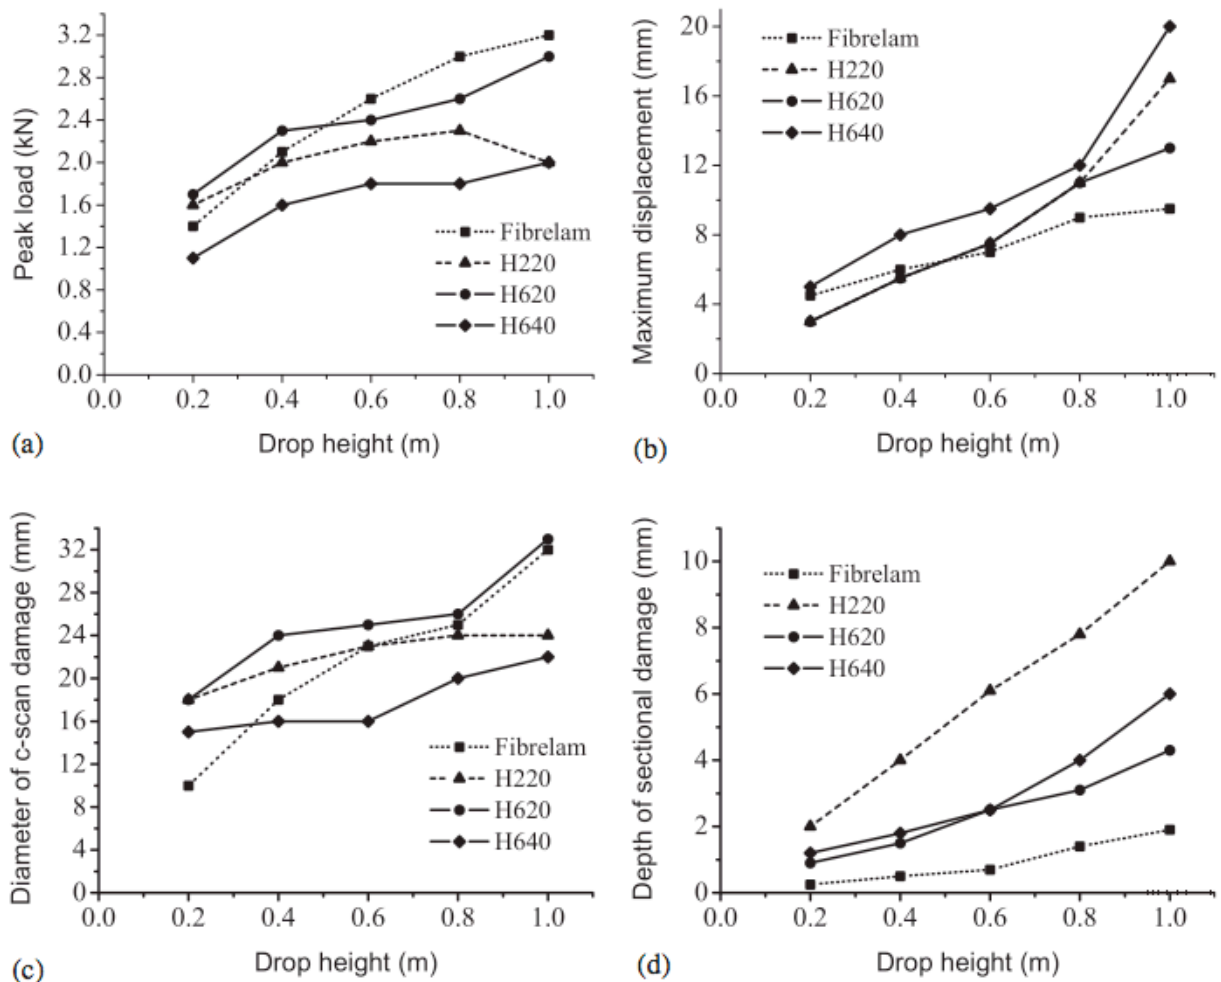 Peak load (kN)
3.2
2.8
2.4
2.0
1.6
1.2
0.8
0.4
0.0
Fibrelam
H220
H620
H640
0.0 0.2 0.4 0.6 0.8 1.0
Drop height (m)
(a)
Maximum displacement (mm)
20
16
12
8
4
0
Fibrelam
H220
H620
H640
0.0 0.2 0.4 0.6 0.8 1.0
Drop height (m)
(b)
Diameter of c-scan damage (mm)
32
28
24
20
16
12
8
4
0
Fibrelam
H220
H620
H640
0.0 0.2 0.4 0.6 0.8 1.0
Drop height (m)
(c)
Depth of sectional damage (mm)
10
8
6
4
2
0
Fibrelam
H220
H620
H640
0.0 0.2 0.4 0.6 0.8 1.0
Drop height (m)
(d)